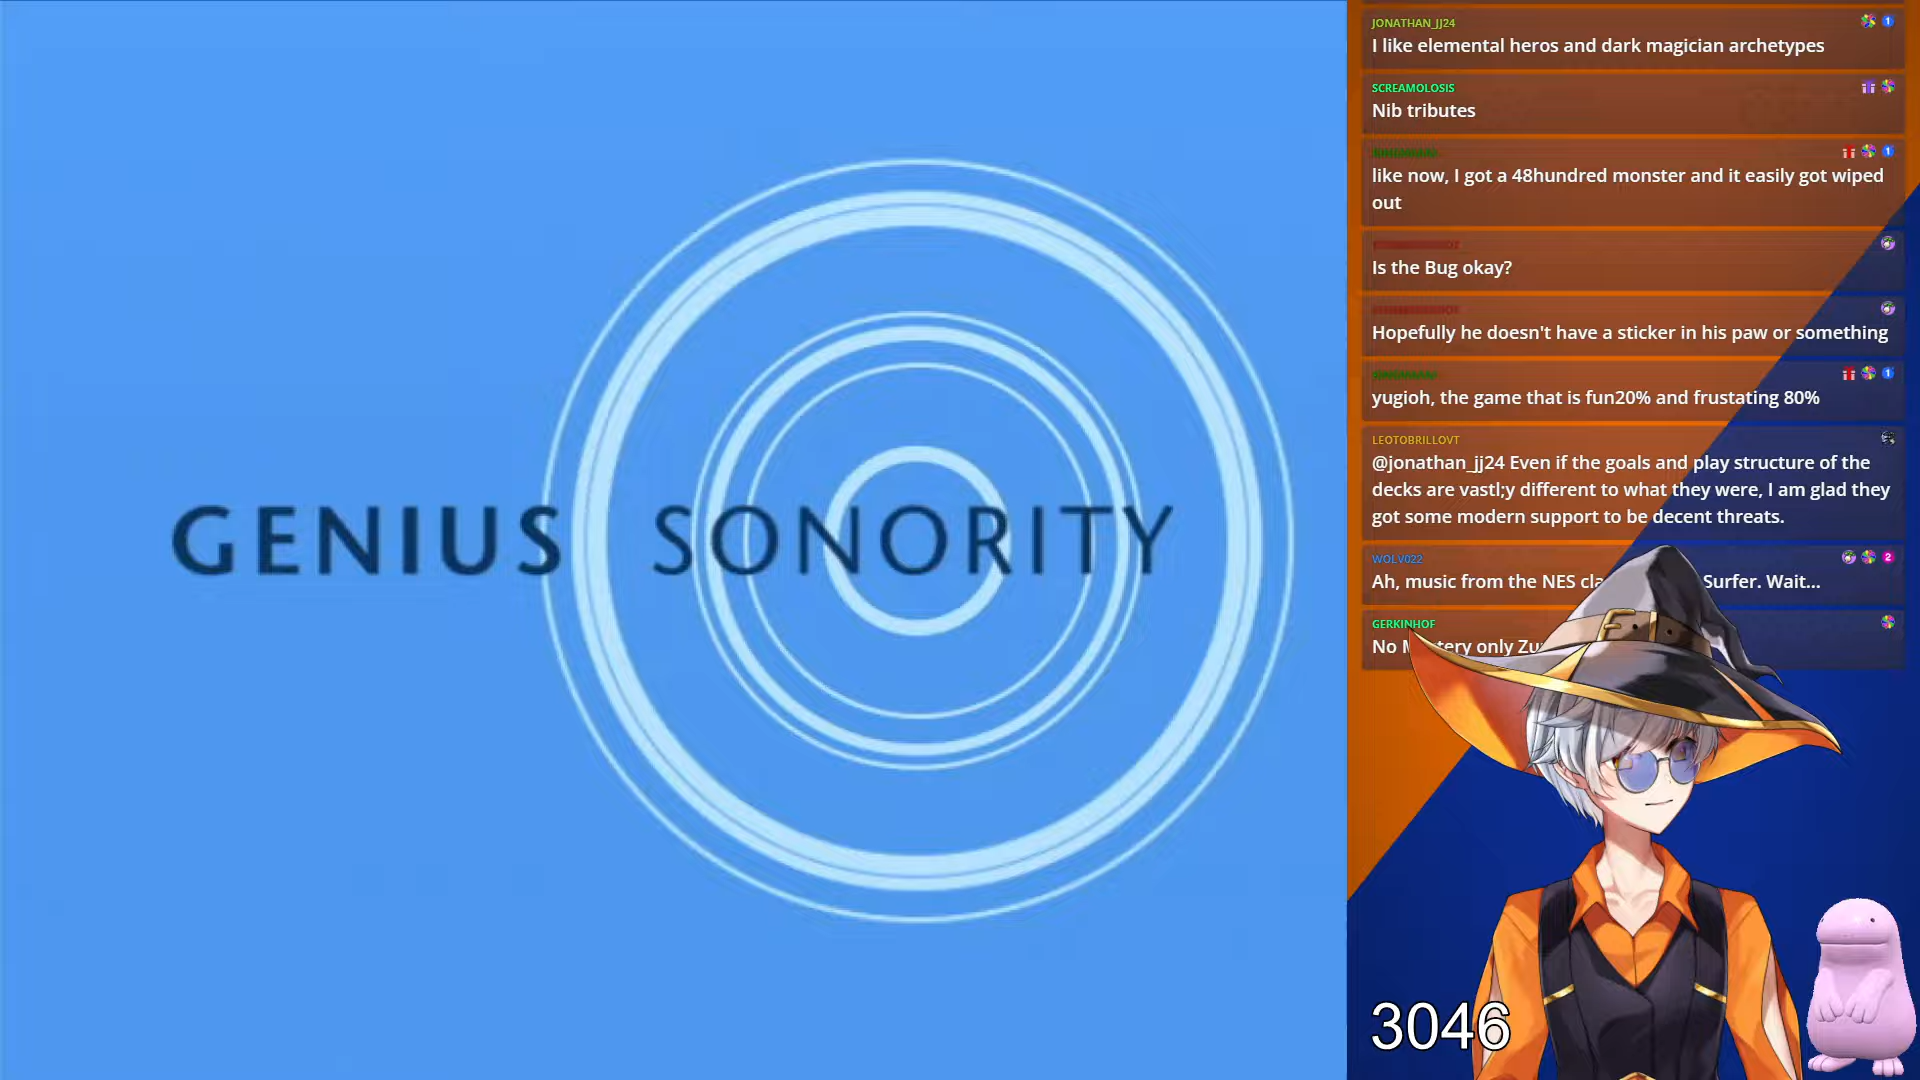 GENIUS SONORITY
JONATHAN_JJ24
I like elemental heros and dark magician archetypes
SCREAMOLOSIS
Nib tributes
like now, I got a 48hundred monster and it easily got wiped
out
Is the Bug okay?
Hopefully he doesn't have a sticker in his paw or something
yugioh, the game that is fun20% and frustating 80%
LEOTOBRILLOVT
@jonathan_jj24 Even if the goals and play structure of the
decks are vastl;y different to what they were, I am glad they
got some modern support to be decent threats.
WOLV022
Ah, music from the NES Surfer. Wait...
GERKINHOF
No only
3046